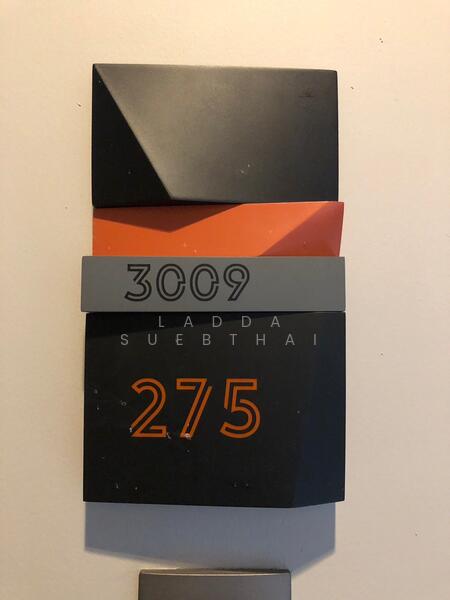 3009
LADDA
SUEBTHAI
275